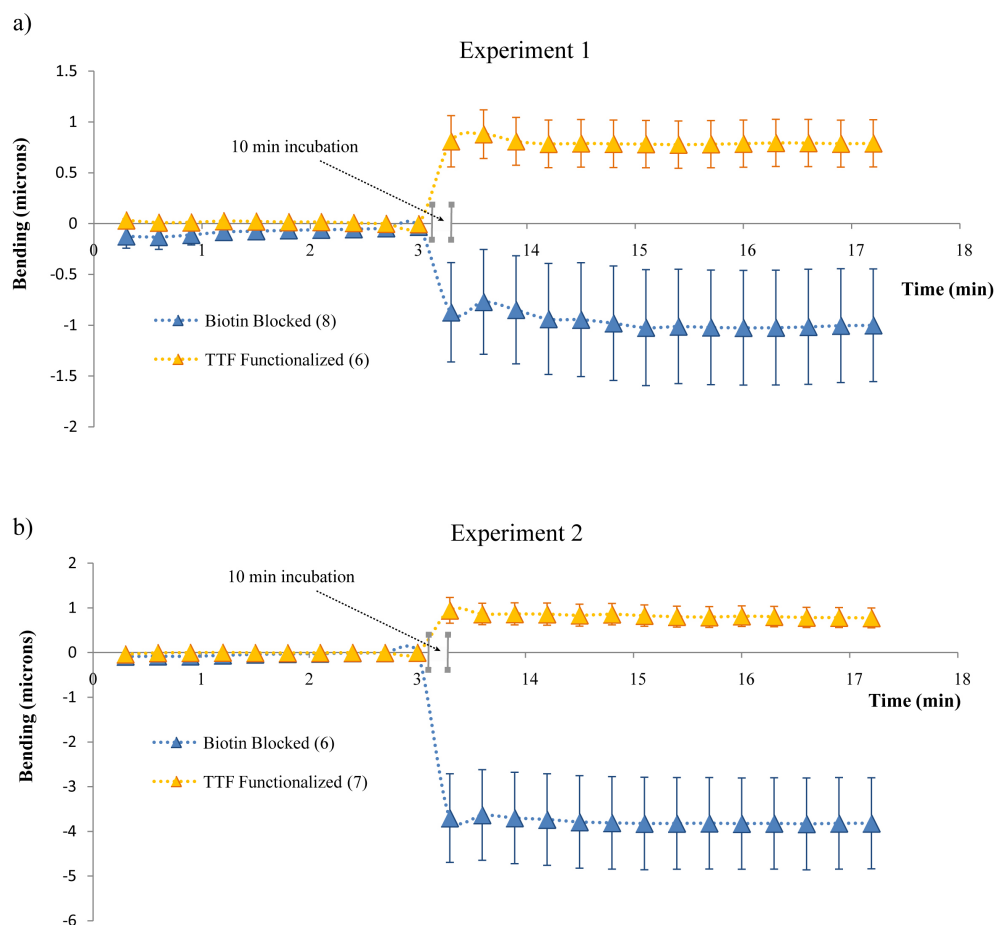 a)
Experiment 1
1.5
1
0.5
0
-0.5
-1
-1.5
-2
Bending (microns)
10 min incubation
0 1 2 3 14 15 16 17 18
Time (min)
Biotin Blocked (8)
TTF Functionalized (6)
b)
Experiment 2
2
1
0
-1
-2
-3
-4
-5
-6
Bending (microns)
10 min incubation
0 1 2 3 14 15 16 17 18
Time (min)
Biotin Blocked (6)
TTF Functionalized (7)